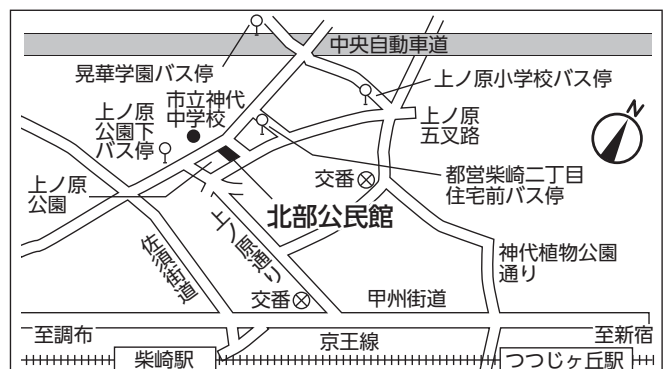 中央自動車道
晃華学園バス停
上ノ原小学校バス停
市立神代
中学校
上ノ原
公園下
バス停
上ノ原
五叉路
N
上ノ原
公園
交番
都営柴崎二丁目
住宅前バス停
北部公民館
佐須街道
上ノ原通り
神代植物公園
通り
交番
甲州街道
至調布
京王線
至新宿
柴崎駅
つつじヶ丘駅